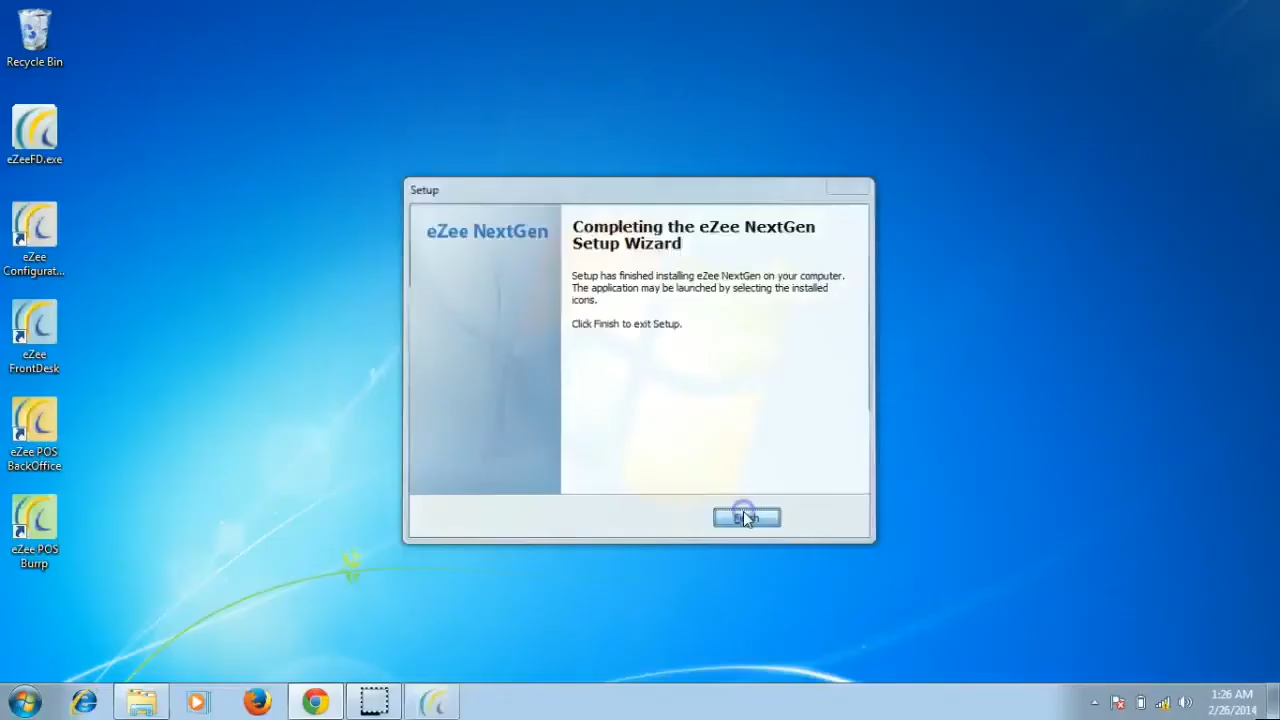 Recycle Bin
eZeeFD.exe
eZee
Configurat...
eZee
FrontDesk
eZee POS
BackOffice
eZee POS
Burrp
Setup
eZee NextGen
Completing the eZee NextGen
Setup Wizard
Setup has finished installing eZee NextGen on your computer.
The application may be launched by selecting the installed
icons.
Click Finish to exit Setup.
1:26 AM
2/26/2014